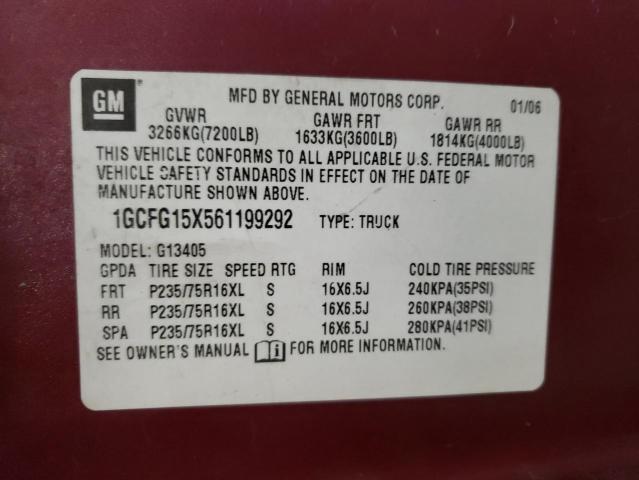 GM
MFD BY GENERAL MOTORS CORP. 01/06
GVWR GAWR FRT GAWR RR
3266KG(7200LB) 1633KG(3600LB) 1814KG(4000LB)
THIS VEHICLE CONFORMS TO ALL APPLICABLE U.S. FEDERAL MOTOR
VEHICLE SAFETY STANDARDS IN EFFECT ON THE DATE OF
MANUFACTURE SHOWN ABOVE.
1GCFG15X561199292 TYPE: TRUCK
MODEL: G13405
GPDA TIRE SIZE SPEED RTG RIM COLD TIRE PRESSURE
FRT P235/75R16XL S 16X6.5J 240KPA(35PSI)
RR P235/75R16XL S 16X6.5J 260KPA(38PSI)
SPA P235/75R16XL S 16X6.5J 280KPA(41PSI)
SEE OWNER'S MANUAL i FOR MORE INFORMATION.